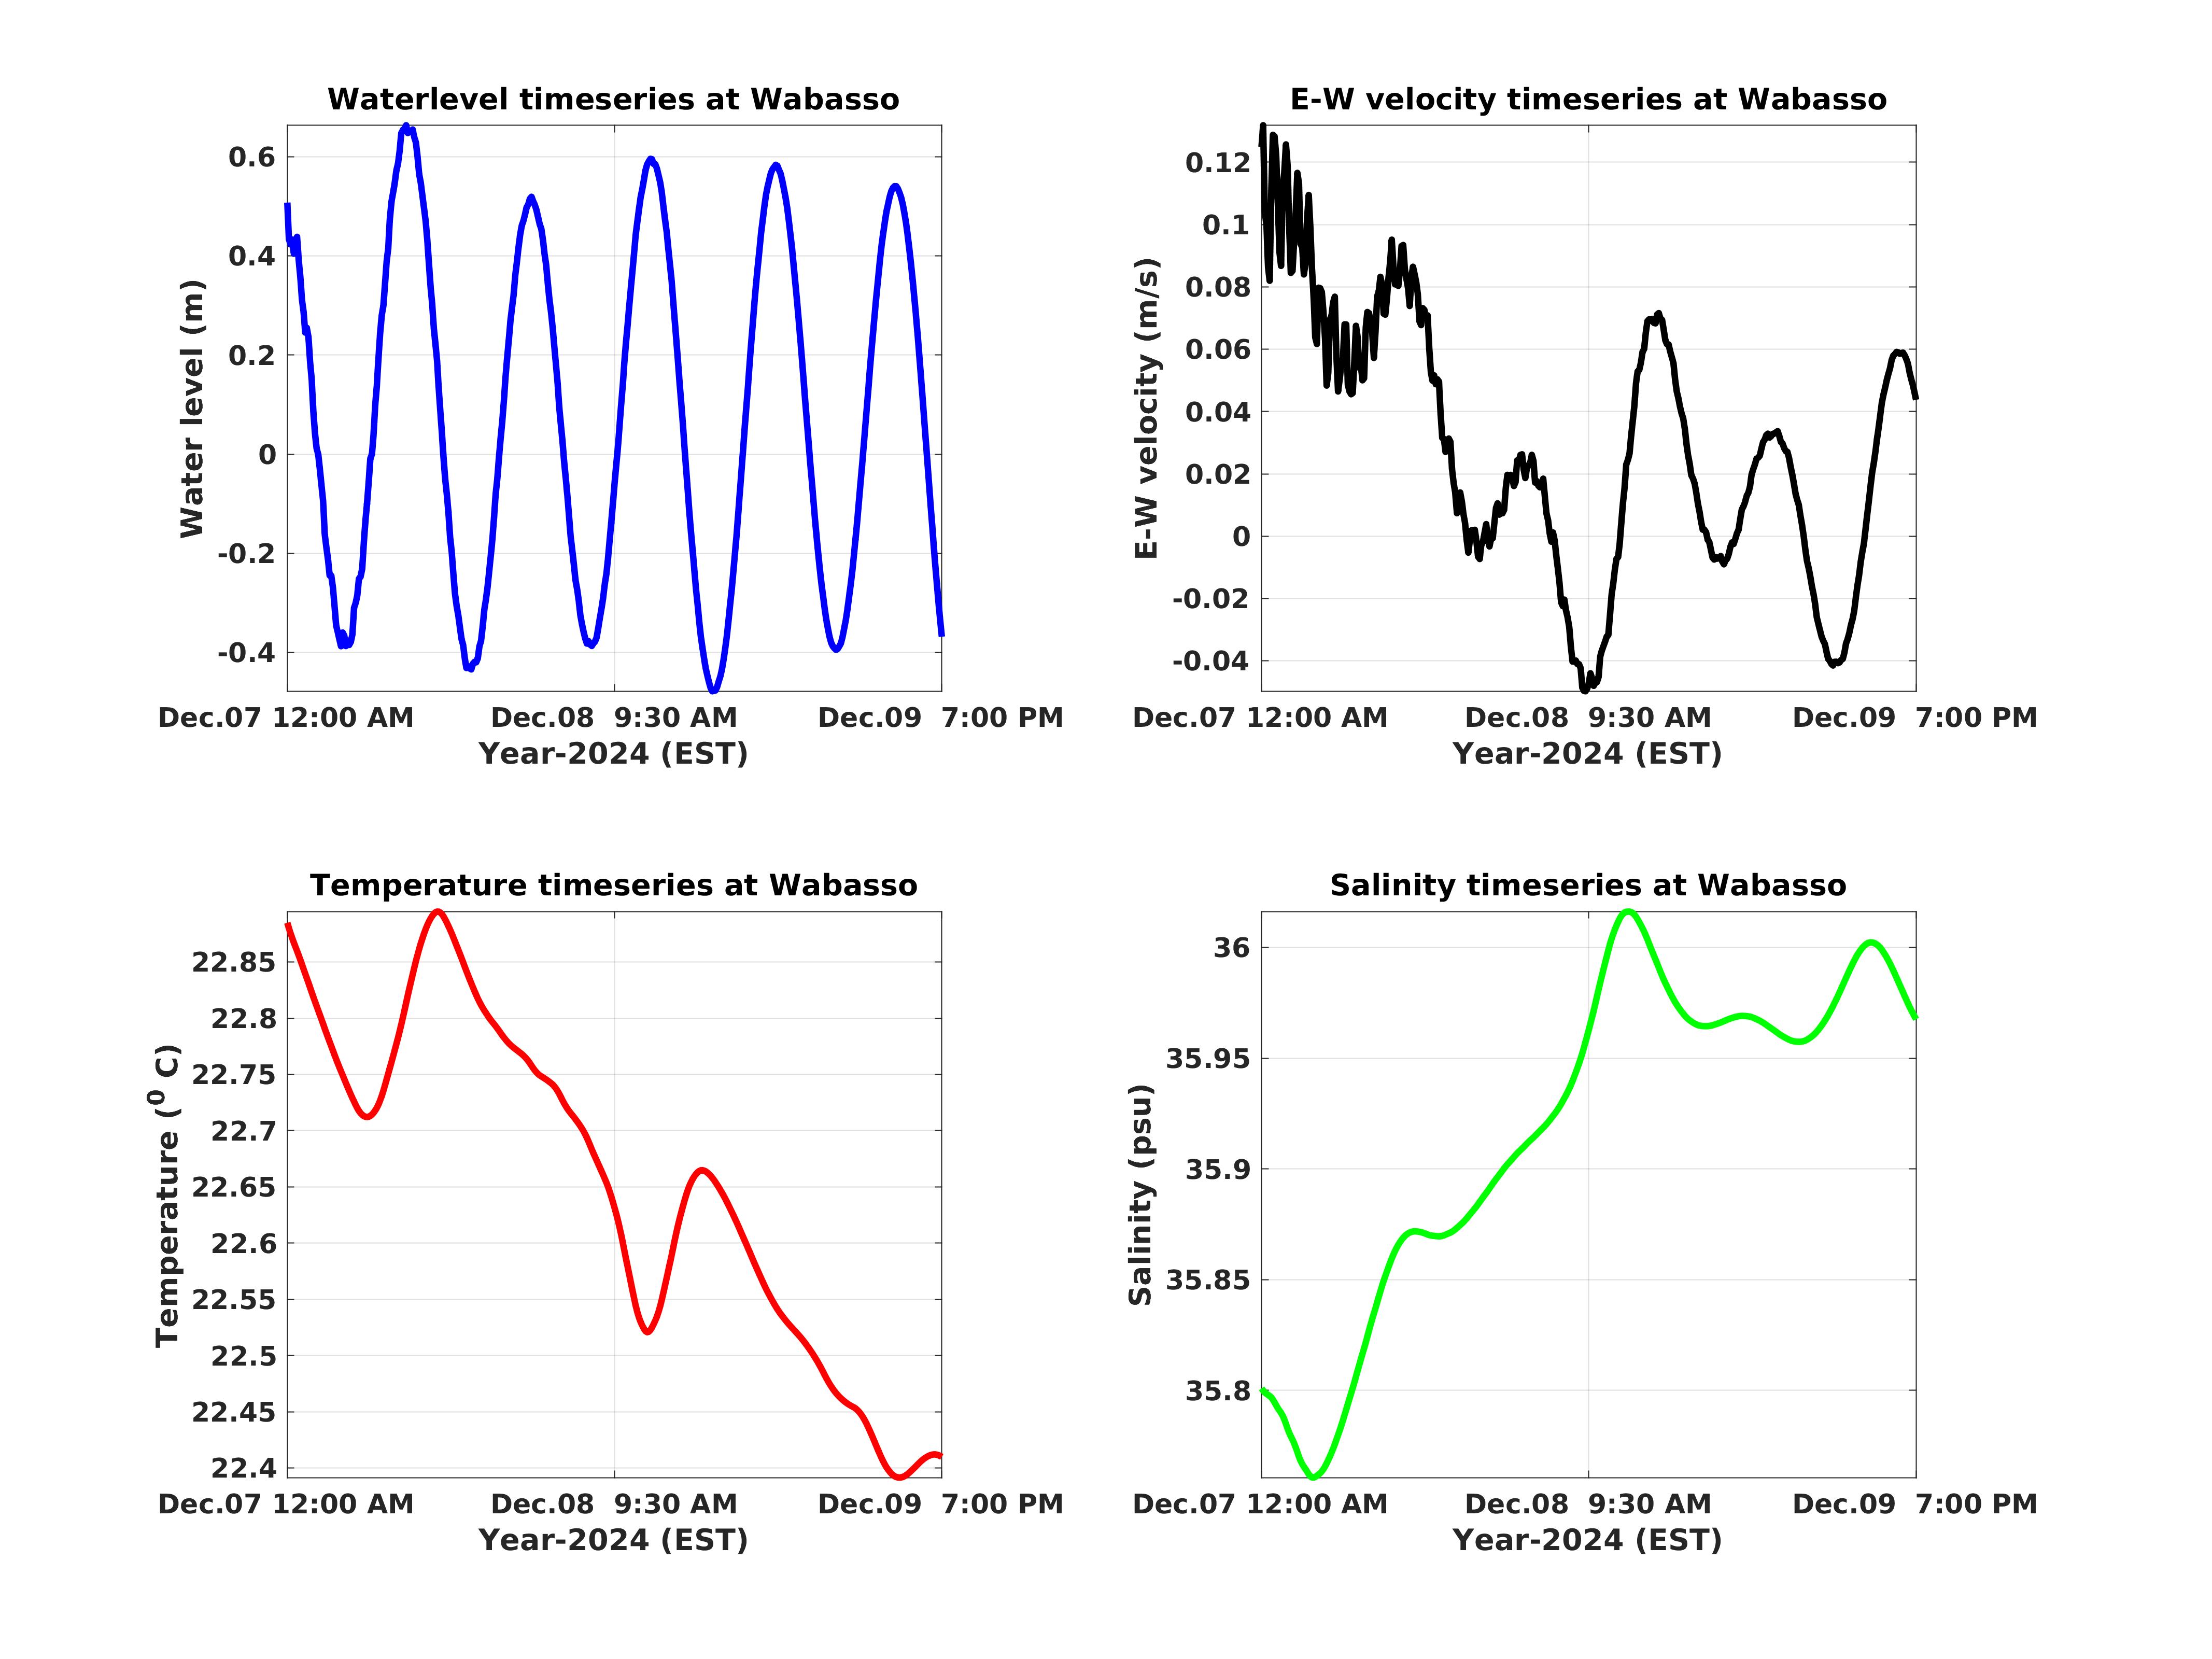 Waterlevel timeseries at Wabasso
0.6
0.4
0.2
0
-0.2
-0.4
Water level (m)
Dec.07 12:00 AM
Dec.08 9:30 AM
Dec.09 7:00 PM
Year-2024 (EST)
E-W velocity timeseries at Wabasso
0.12
0.1
0.08
0.06
0.04
0.02
0
-0.02
-0.04
E-W velocity (m/s)
Dec.07 12:00 AM
Dec.08 9:30 AM
Dec.09 7:00 PM
Year-2024 (EST)
Temperature timeseries at Wabasso
22.85
22.8
22.75
22.7
22.65
22.6
22.55
22.5
22.45
22.4
Temperature (⁰ C)
Dec.07 12:00 AM
Dec.08 9:30 AM
Dec.09 7:00 PM
Year-2024 (EST)
Salinity timeseries at Wabasso
36
35.95
35.9
35.85
35.8
Salinity (psu)
Dec.07 12:00 AM
Dec.08 9:30 AM
Dec.09 7:00 PM
Year-2024 (EST)